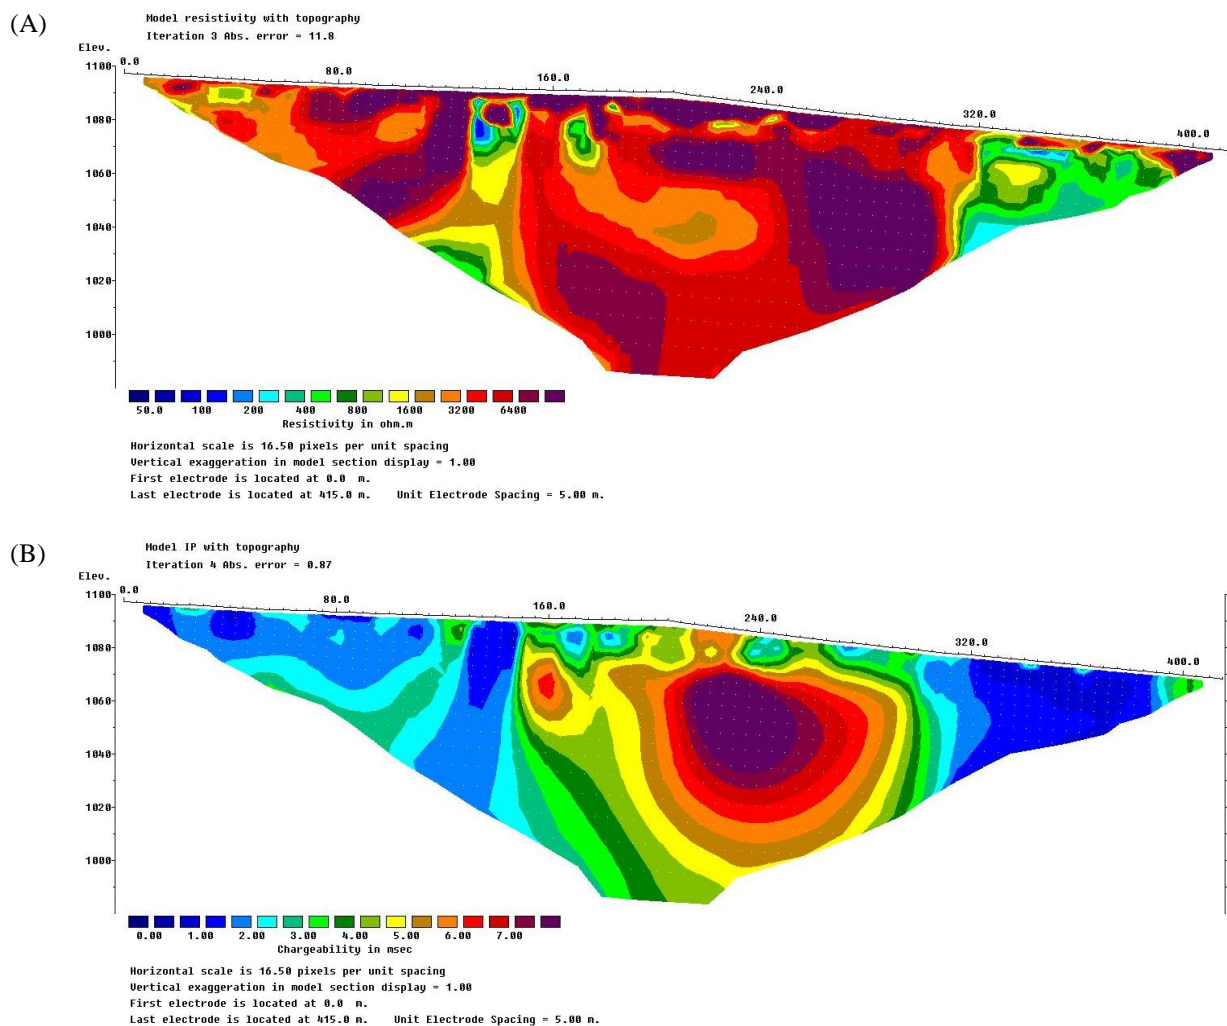 (A)
Model resistivity with topography
Iteration 3 Abs. error = 11.8
Elev.
0.0 80.0 160.0 240.0 320.0 400.0
1100
1080
1060
1040
1020
1000
50.0 100 200 400 800 1600 3200 6400
Resistivity in ohm.m
Horizontal scale is 16.50 pixels per unit spacing
Vertical exaggeration in model section display = 1.00
First electrode is located at 0.0 m.
Last electrode is located at 415.0 m. Unit Electrode Spacing = 5.00 m.
(B)
Model IP with topography
Iteration 4 Abs. error = 0.87
Elev.
0.0 80.0 160.0 240.0 320.0 400.0
1100
1080
1060
1040
1020
1000
0.00 1.00 2.00 3.00 4.00 5.00 6.00 7.00
Chargeability in msec
Horizontal scale is 16.50 pixels per unit spacing
Vertical exaggeration in model section display = 1.00
First electrode is located at 0.0 m.
Last electrode is located at 415.0 m. Unit Electrode Spacing = 5.00 m.